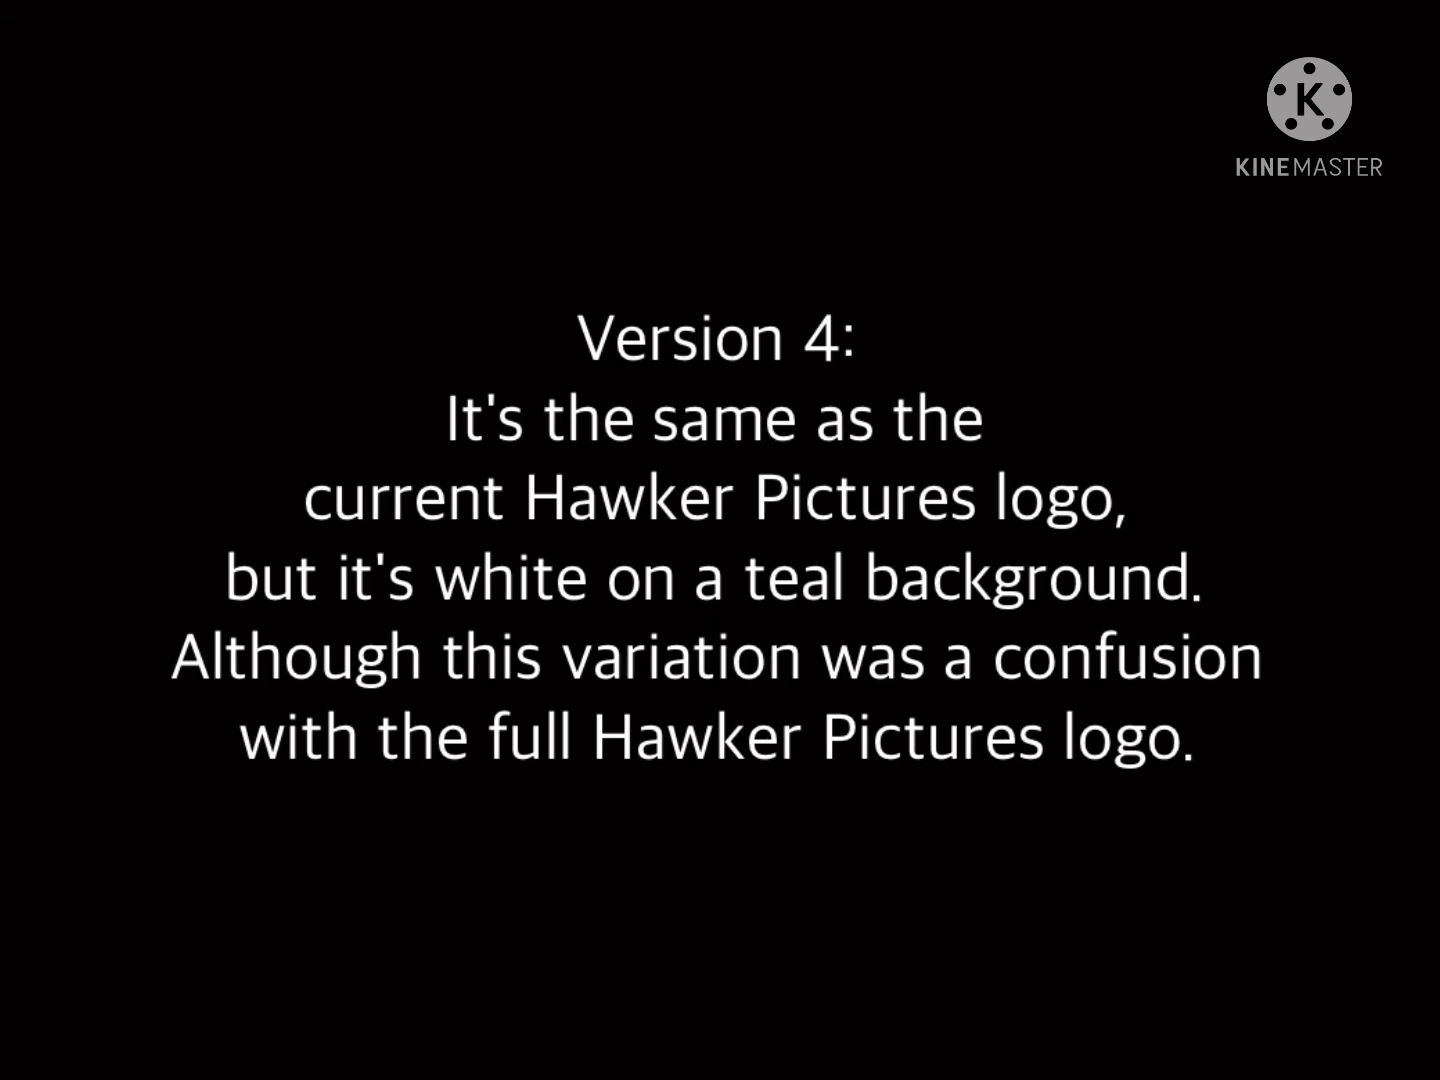 K
KINEMASTER
Version 4:
It's the same as the
current Hawker Pictures logo,
but it's white on a teal background.
Although this variation was a confusion
with the full Hawker Pictures logo.